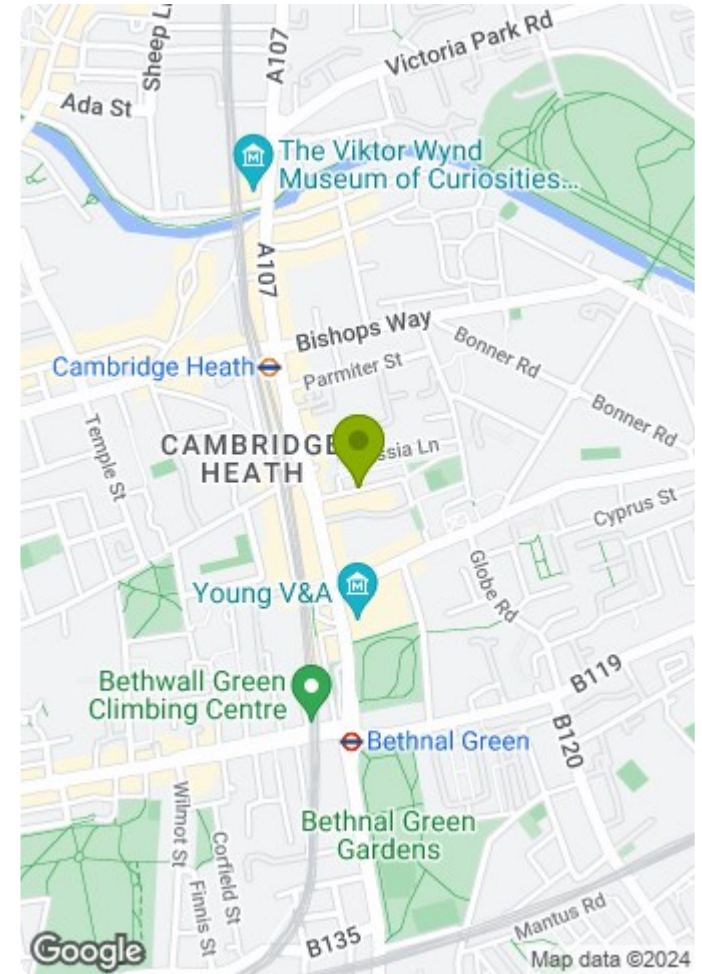 Sheep L
A107
Victoria Park Rd
Ada St
The Viktor Wynd
Museum of Curiosities...
A107
Bishops Way
Bonner Rd
Cambridge Heath
Parmiter St
Bonner Rd
Temple St
CAMBRIDGE
HEATH
ssia Ln
Cyprus St
Globe Rd
Young V&A
Bethwall Green
Climbing Centre
B119
B120
Bethnal Green
Wilmot St
Corfield St
Finnis St
Bethnal Green
Gardens
Mantus Rd
B135
Google
Map data ©2024